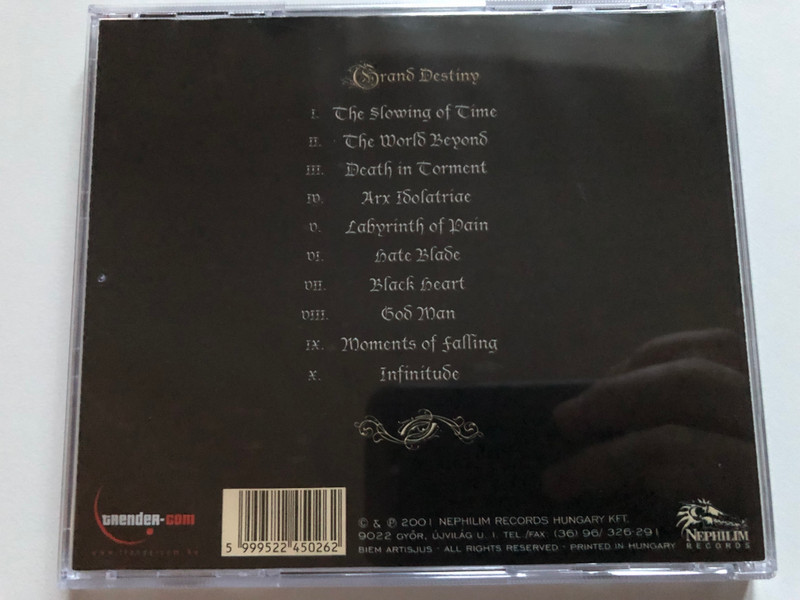 Grand Destiny
I. The Slowing of Time
II. The World Beyond
III. Death in Torment
IV. Arx Idolatriae
V. Labyrinth of Pain
VI. Hate Blade
VII. Black Heart
VIII. God Man
IX. Moments of Falling
X. Infinitude
trender-com
www.trendercom.hu
5 999522 450262
© & ℗ 2001 NEPHILIM RECORDS HUNGARY KFT.
9022 GYŐR, ÚJVILÁG U. 1. TEL./FAX: (36) 96/ 326-291
BIEM ARTISJUS · ALL RIGHTS RESERVED · PRINTED IN HUNGARY
NEPHILIM
RECORDS